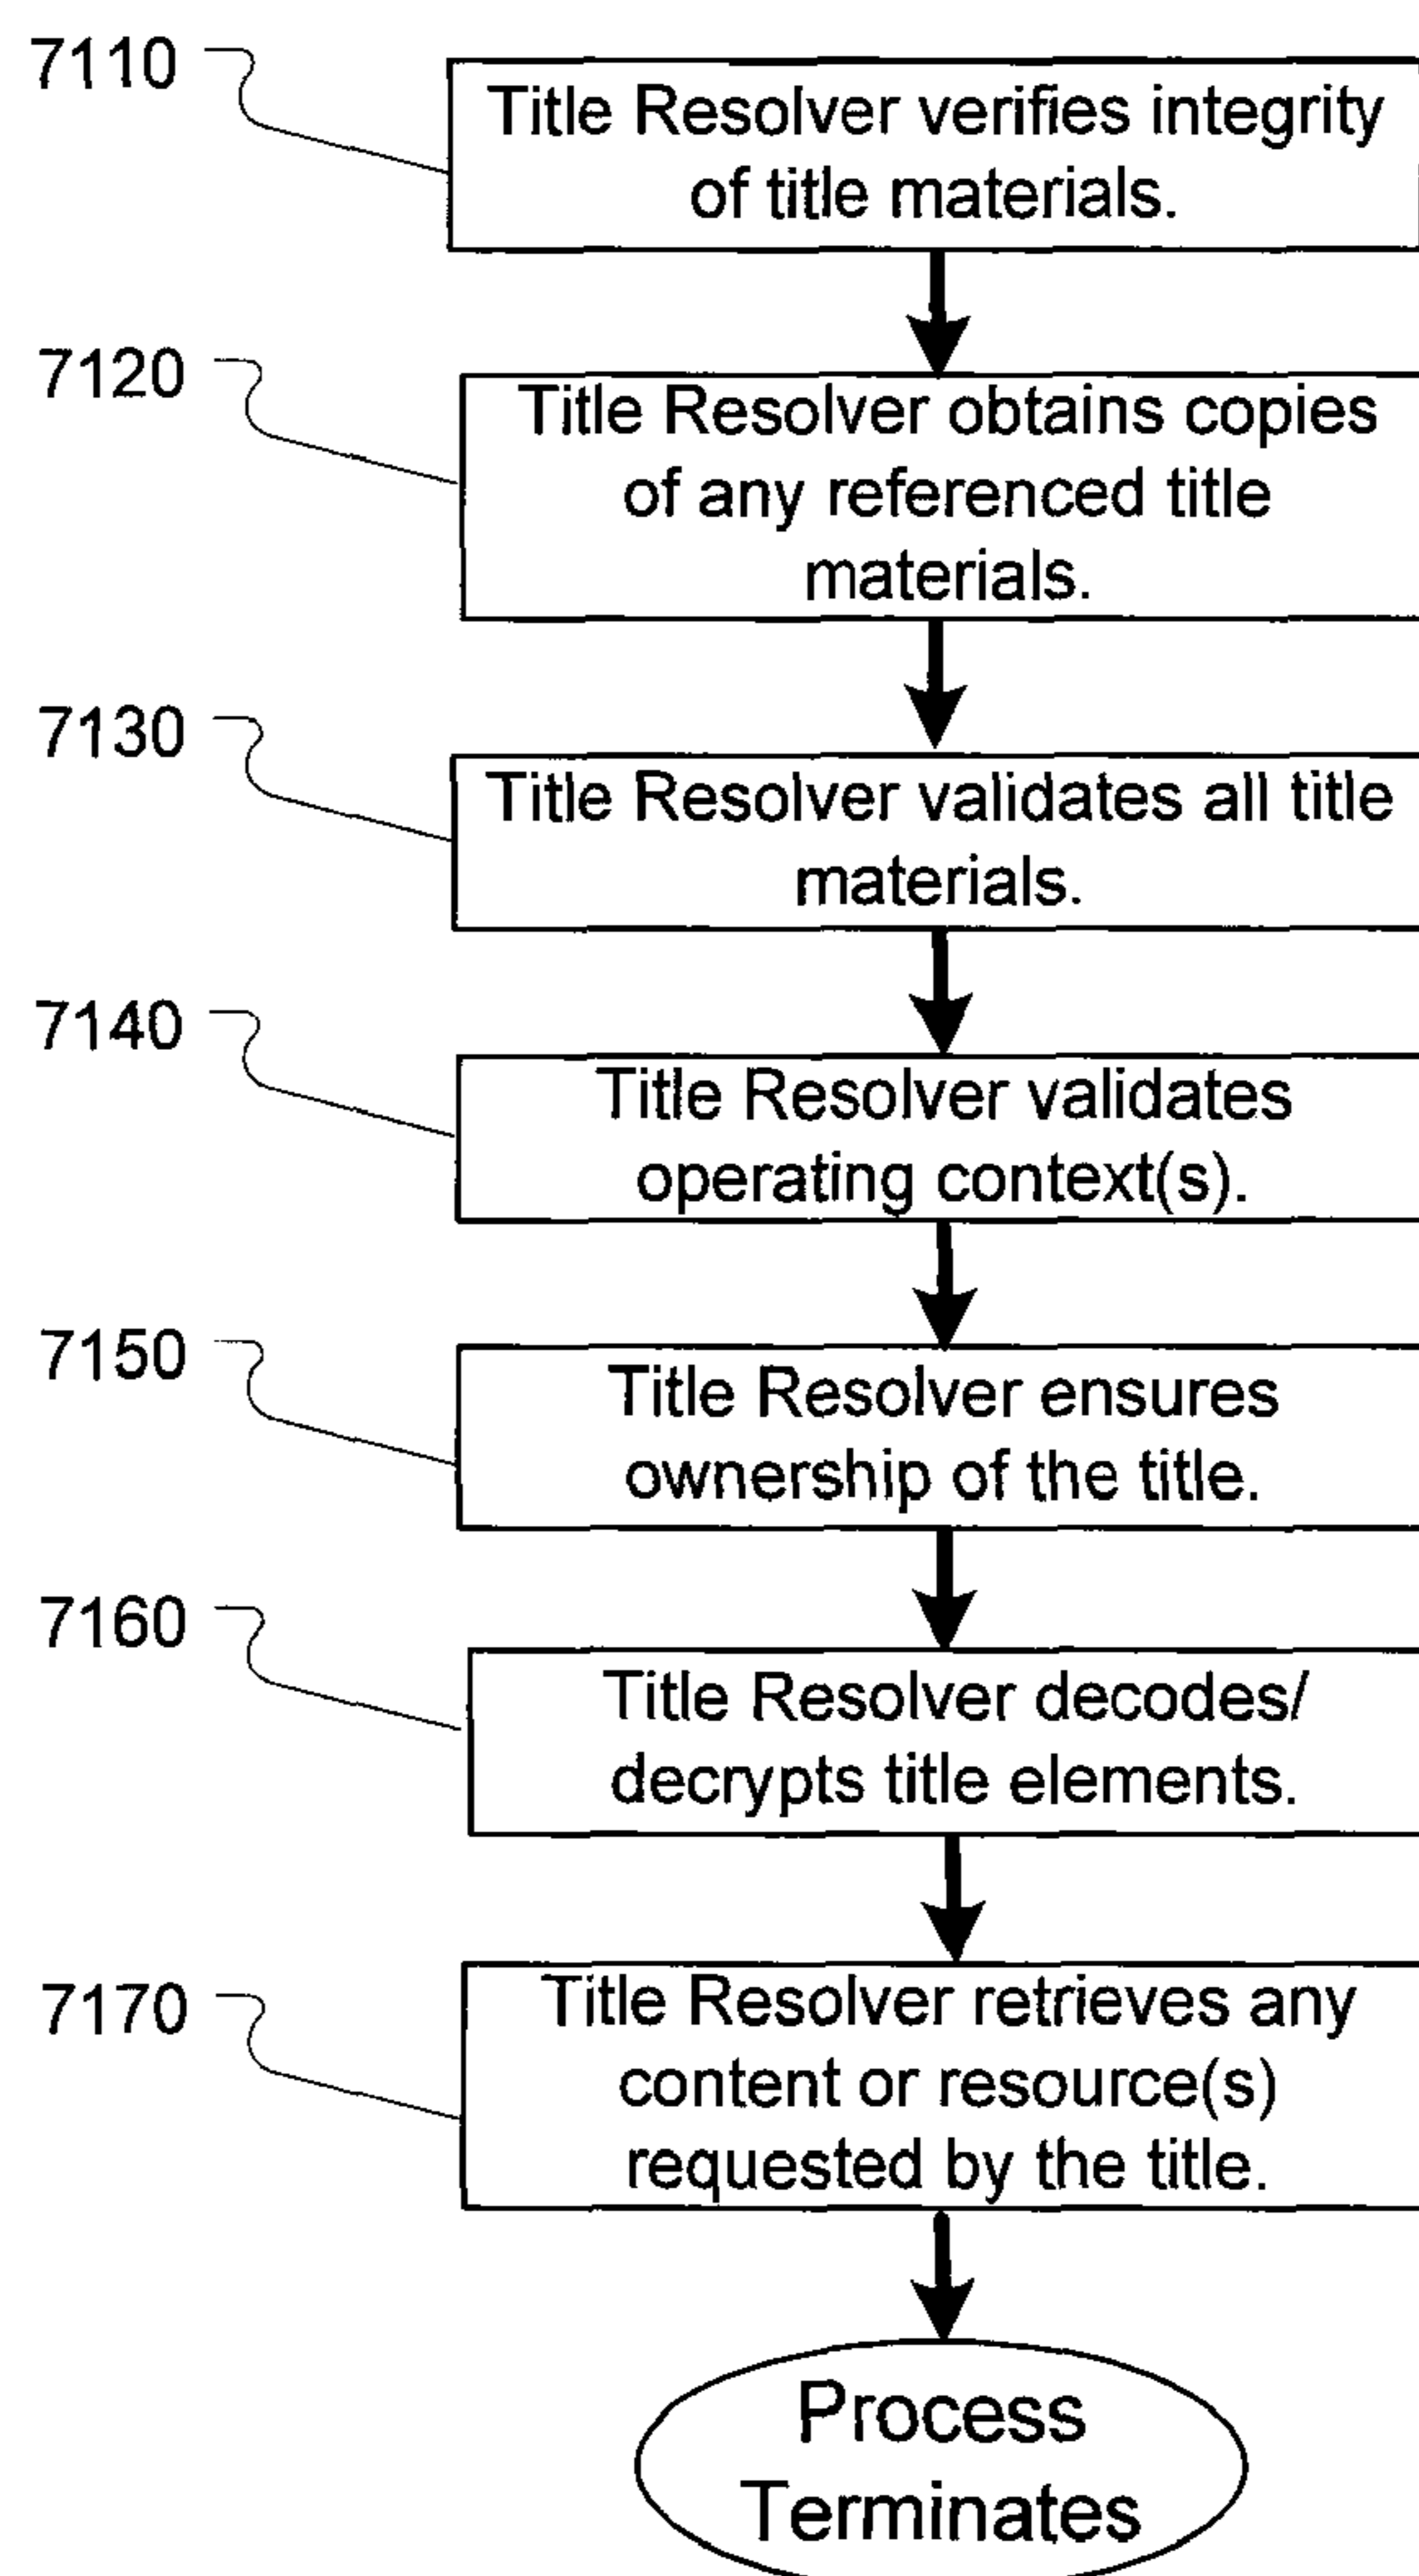 7110
Title Resolver verifies integrity
of title materials.
7120
Title Resolver obtains copies
of any referenced title
materials.
7130
Title Resolver validates all title
materials.
7140
Title Resolver validates
operating context(s).
7150
Title Resolver ensures
ownership of the title.
7160
Title Resolver decodes/
decrypts title elements.
7170
Title Resolver retrieves any
content or resource(s)
requested by the title.
Process
Terminates